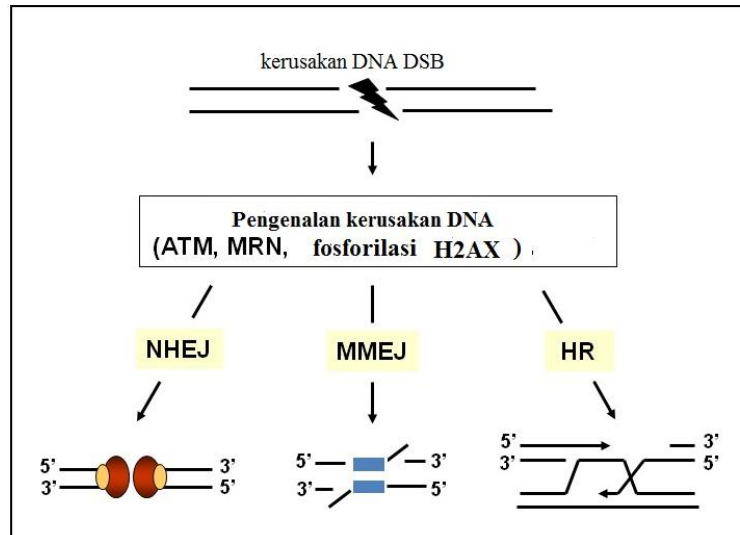 kerusakan DNA DSB
Pengenalan kerusakan DNA
(ATM, MRN, fosforilasi H2AX ) .
NHEJ MMEJ HR
5' 3' 5' 3' 5' 3'
3' 5' 3' 5' 3' 5'